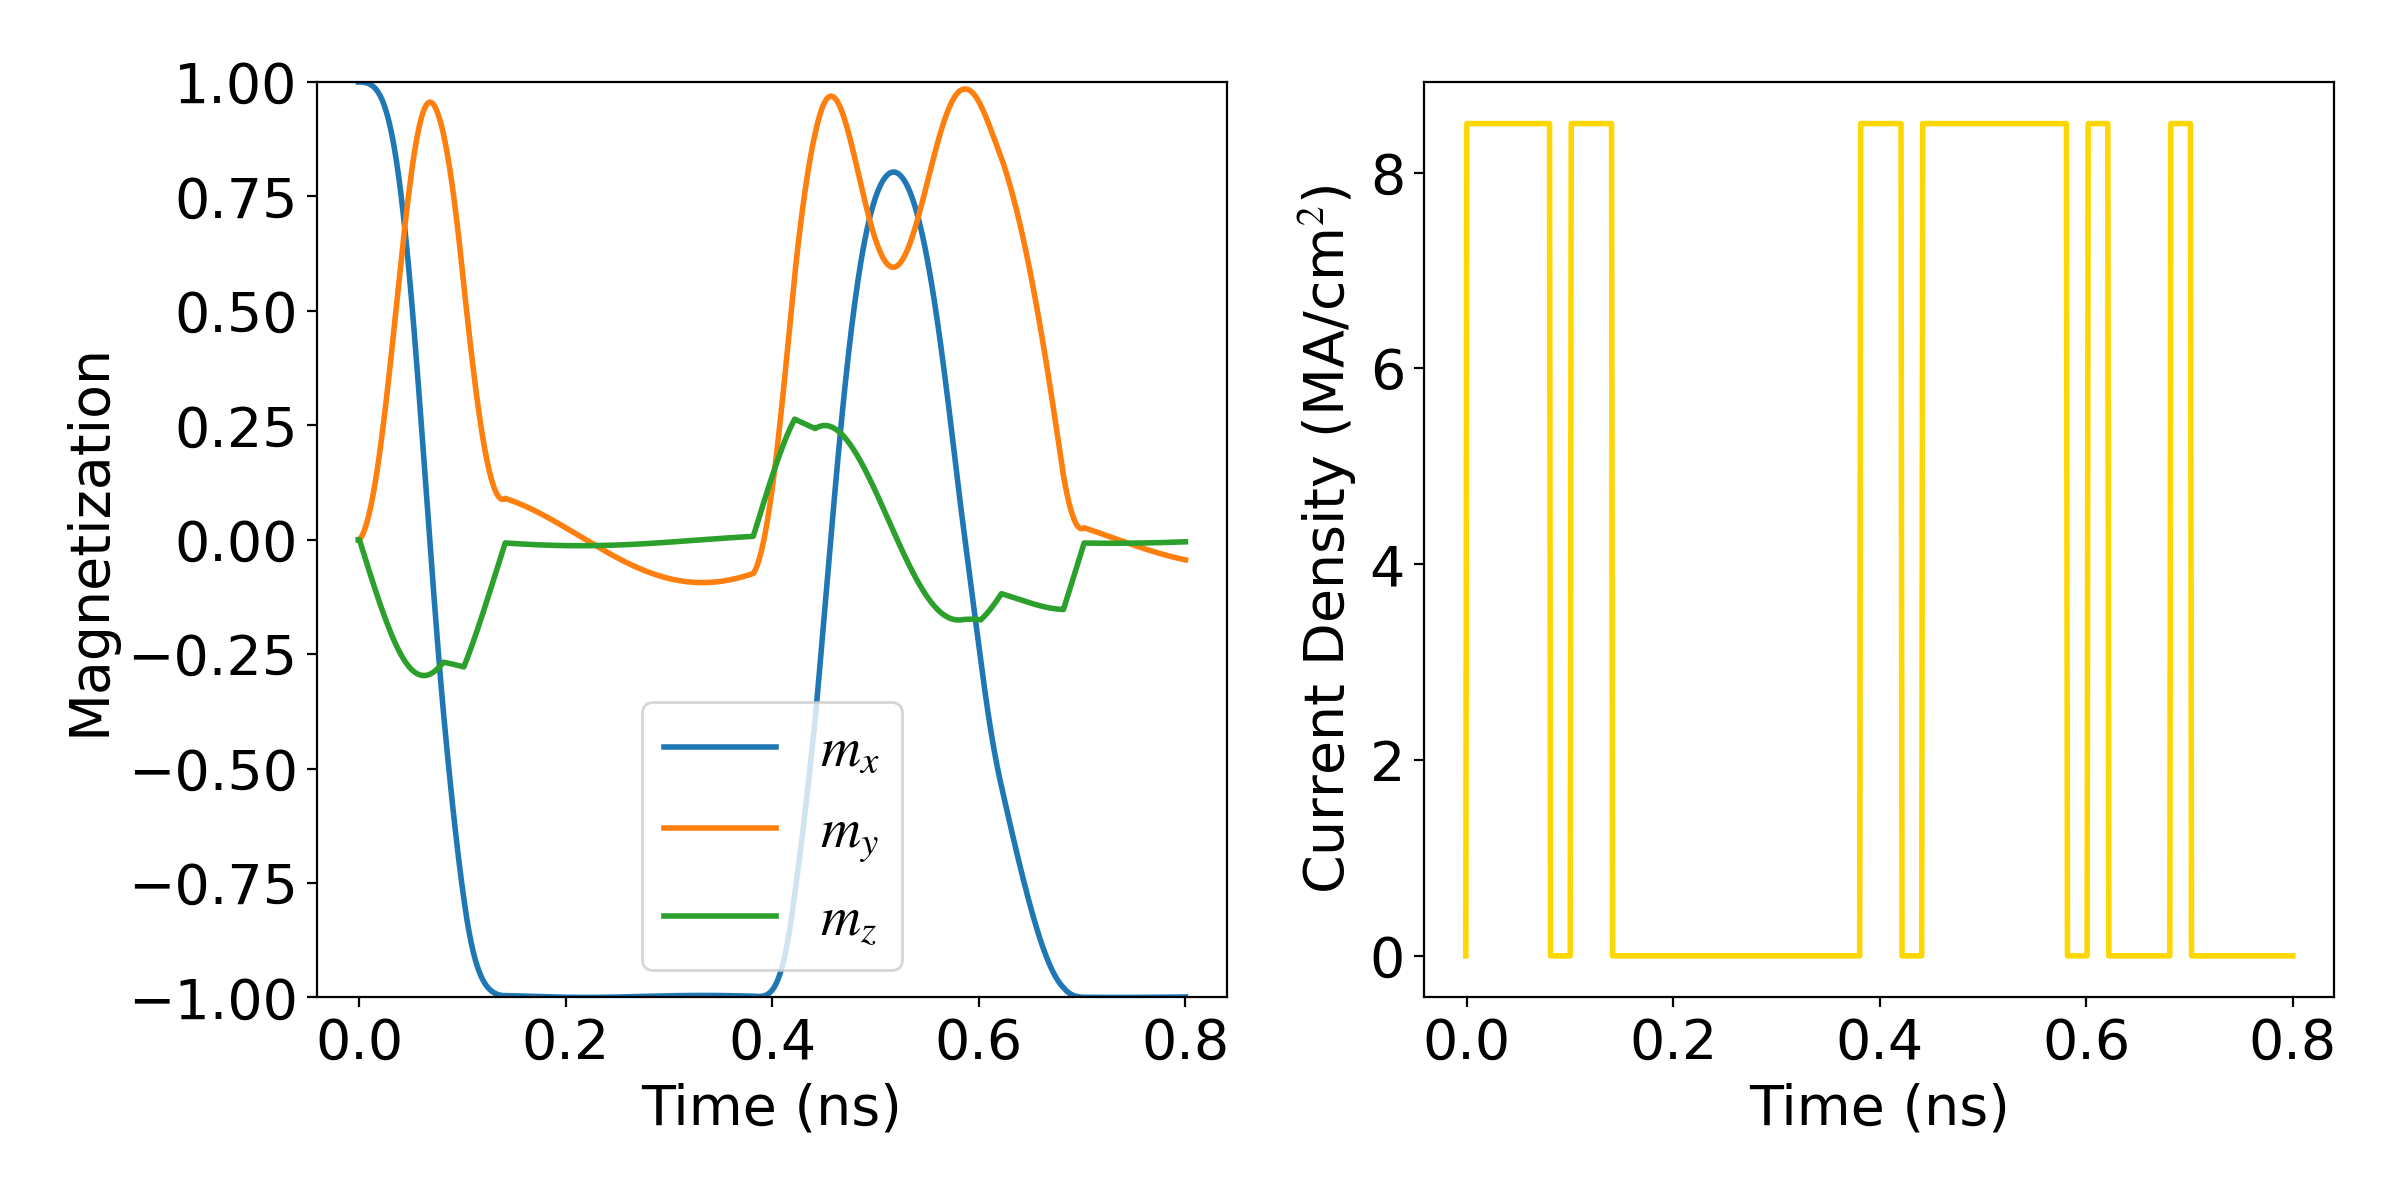 1.00
0.75
0.50
0.25
0.00
−0.25
−0.50
−0.75
−1.00
Magnetization
0.0 0.2 0.4 0.6 0.8
Time (ns)
m_x
m_y
m_z
8
6
4
2
0
Current Density (MA/cm²)
0.0 0.2 0.4 0.6 0.8
Time (ns)